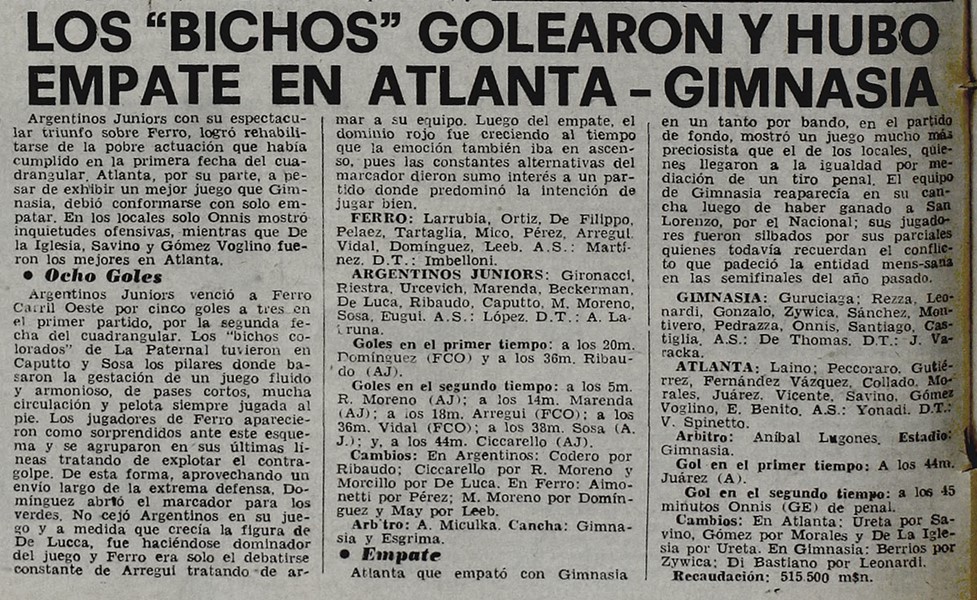 LOS “BICHOS” GOLEARON Y HUBO
EMPATE EN ATLANTA - GIMNASIA
Argentinos Juniors con su espectacu-
lar triunfo sobre Ferro, logró rehabili-
tarse de la pobre actuación que había
cumplido en la primera fecha del cua-
drangular. Atlanta, por su parte, a pe-
sar de exhibir un mejor juego que Gim-
nasia, debió conformarse con solo em-
patar. En los locales solo Onnis mostró
inquietudes ofensivas, mientras que De
la Iglesia, Savino y Gómez Voglino fue-
ron los mejores en Atlanta.
● Ocho Goles
Argentinos Juniors venció a Ferro
Carril Oeste por cinco goles a tres en
el primer partido, por la segunda fe-
cha del cuadrangular. Los "bichos co-
lorados" de La Paternal tuvieron en
Caputto y Sosa los pilares donde ba-
saron la gestación de un juego fluido
y armonioso, de pases cortos, mucha
circulación y pelota siempre jugada al
pie. Los jugadores de Ferro aparecie-
ron como sorprendidos ante este esque-
ma y se agruparon en sus últimas lí-
neas tratando de explotar el contra-
golpe. De esta forma, aprovechando un
envío largo de la extrema defensa, Do-
mínguez abrió el marcador para los
verdes. No cejó Argentinos en su jue-
go y a medida que crecía la figura de
De Lucca, fue haciéndose dominador
del juego y Ferro era solo el debatirse
constante de Arregui tratando de ar-
mar a su equipo. Luego del empate, el
dominio rojo fue creciendo al tiempo
que la emoción también iba en ascen-
so, pues las constantes alternativas del
marcador dieron sumo interés a un par-
tido donde predominó la intención de
jugar bien.
FERRO: Larrubia, Ortiz, De Filippo,
Pelaez, Tartaglia, Mico, Pérez, Arregui,
Vidal, Domínguez, Leeb. A.S.: Martí-
nez. D.T.: Imbelloni.
ARGENTINOS JUNIORS: Gironacci,
Riestra, Urcevich, Marenda, Beckerman,
De Luca, Ribaudo, Caputto, M. Moreno,
Sosa, Eugui. A.S.: López. D.T.: A. La-
truna.
Goles en el primer tiempo: a los 20m.
Domínguez (FCO) y a los 36m. Ribau-
do (AJ).
Goles en el segundo tiempo: a los 5m.
R. Moreno (AJ); a los 14m. Marenda
(AJ); a los 18m. Arregui (FCO); a los
36m. Vidal (FCO); a los 38m. Sosa (A.
J.); y, a los 44m. Ciccarello (AJ).
Cambios: En Argentinos: Codero por
Ribaudo; Ciccarello por R. Moreno y
Morcillo por De Luca. En Ferro: Aimo-
netti por Pérez; M. Moreno por Domín-
guez y May por Leeb.
Arbitro: A. Miculka. Cancha: Gimna-
sia y Esgrima.
● Empate
Atlanta que empató con Gimnasia
en un tanto por bando, en el partido
de fondo, mostró un juego mucho más
preciosista que el de los locales, quie-
nes llegaron a la igualdad por me-
diación de un tiro penal. El equipo
de Gimnasia reaparecía en su can-
cha luego de haber ganado a San
Lorenzo, por el Nacional; sus jugado-
res fueron silbados por sus parciales
quienes todavía recuerdan el conflic-
to que padeció la entidad mens-sana
en las semifinales del año pasado.
GIMNASIA: Guruciaga; Rezza, Leo-
nardi, Gonzalo, Zywica, Sánchez, Mon-
tivero, Pedrazza, Onnis, Santiago, Cas-
tiglia. A.S.: De Thomas. D.T.: J. Va-
racka.
ATLANTA: Laino; Peccoraro. Gutié-
rrez, Fernández Vázquez, Collado, Mo-
rales, Juárez. Vicente, Savino, Gómez
Voglino, E. Benito. A.S.: Yonadi. D.T.:
V. Spinetto.
Arbitro: Aníbal Lugones. Estadio:
Gimnasia.
Gol en el primer tiempo: A los 44m.
Juárez (A).
Gol en el segundo tiempo: a los 45
minutos Onnis (GE) de penal.
Cambios: En Atlanta: Ureta por Sa-
vino, Gómez por Morales y De La Igle-
sia por Ureta. En Gimnasia: Berrios por
Zywica; Di Bastiano por Leonardi.
Recaudación: 515.500 m$n.